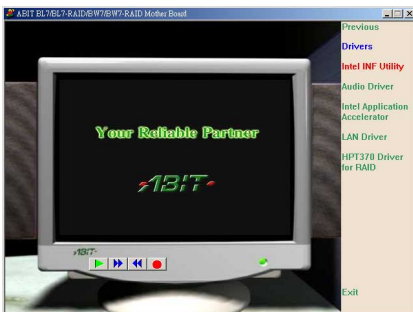 ABIT BL7/BL7-RAID/BW7/BW7-RAID Mother Board
Previous
Drivers
Intel INF Utility
Audio Driver
Intel Application
Accelerator
LAN Driver
HPT370 Driver
for RAID
Exit
Your Reliable Partner
ABIT
ABIT